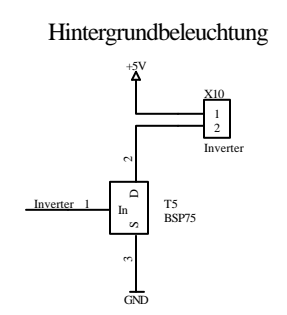 Hintergrundbeleuchtung
+5V
X10
1
2
Inverter
2
D
Inverter 1
In
T5
BSP75
S
3
GND